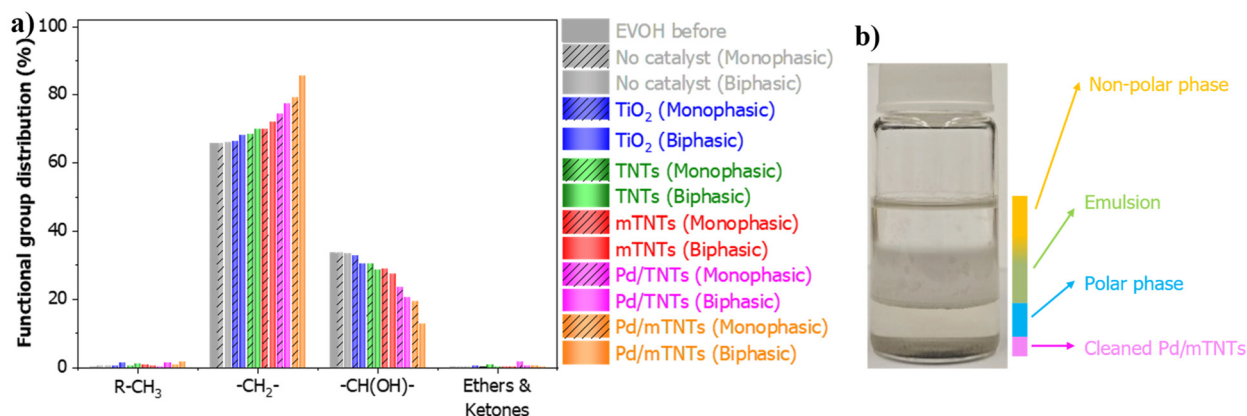 a)
Functional group distribution (%)
100
80
60
40
20
0
R-CH₃
-CH₂-
-CH(OH)-
Ethers &
Ketones
EVOH before
No catalyst (Monophasic)
No catalyst (Biphasic)
TiO₂ (Monophasic)
TiO₂ (Biphasic)
TNTs (Monophasic)
TNTs (Biphasic)
mTNTs (Monophasic)
mTNTs (Biphasic)
Pd/TNTs (Monophasic)
Pd/TNTs (Biphasic)
Pd/mTNTs (Monophasic)
Pd/mTNTs (Biphasic)
b)
Non-polar phase
Emulsion
Polar phase
Cleaned Pd/mTNTs